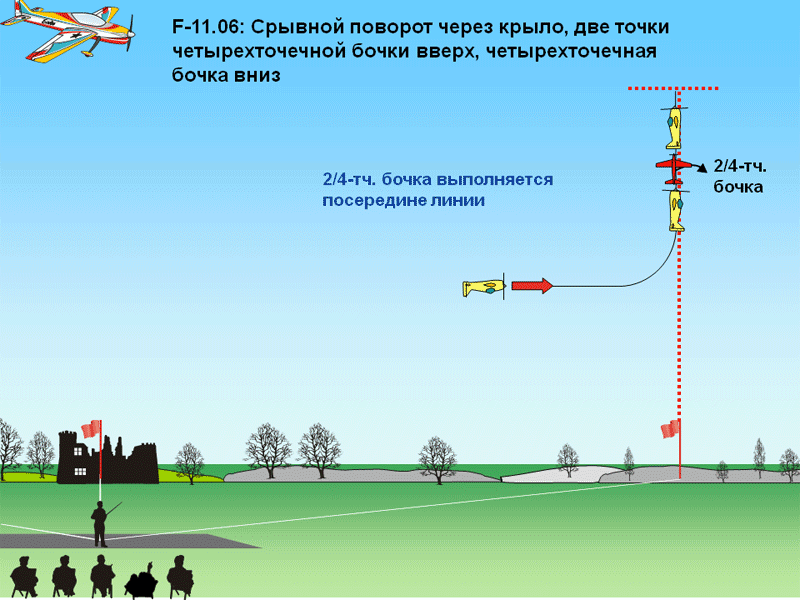 F-11.06: Срывной поворот через крыло, две точки
четырехточечной бочки вверх, четырехточечная
бочка вниз
2/4-тч. бочка выполняется
посередине линии
2/4-тч.
бочка